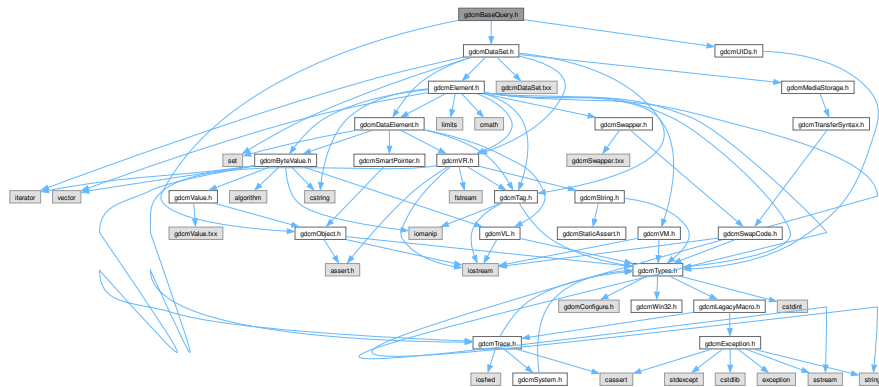 gdcmBaseQuery.h
gdcmDataSet.h
gdcmUIDs.h
gdcmElement.h
gdcmDataSet.txx
gdcmMediaStorage.h
gdcmDataElement.h
limits
cmath
gdcmSwapper.h
gdcmTransferSyntax.h
set
gdcmByteValue.h
gdcmSmartPointer.h
gdcmVR.h
gdcmSwapper.txx
iterator
vector
gdcmValue.h
algorithm
cstring
fstream
gdcmTag.h
gdcmString.h
gdcmValue.txx
gdcmObject.h
iomanip
gdcmVL.h
gdcmStaticAssert.h
gdcmVM.h
gdcmSwapCode.h
assert.h
iostream
gdcmTypes.h
gdcmConfigure.h
gdcmWin32.h
gdcmLegacyMacro.h
cstdint
gdcmTrace.h
gdcmException.h
iosfwd
gdcmSystem.h
cassert
stdexcept
cstdlib
exception
sstream
string